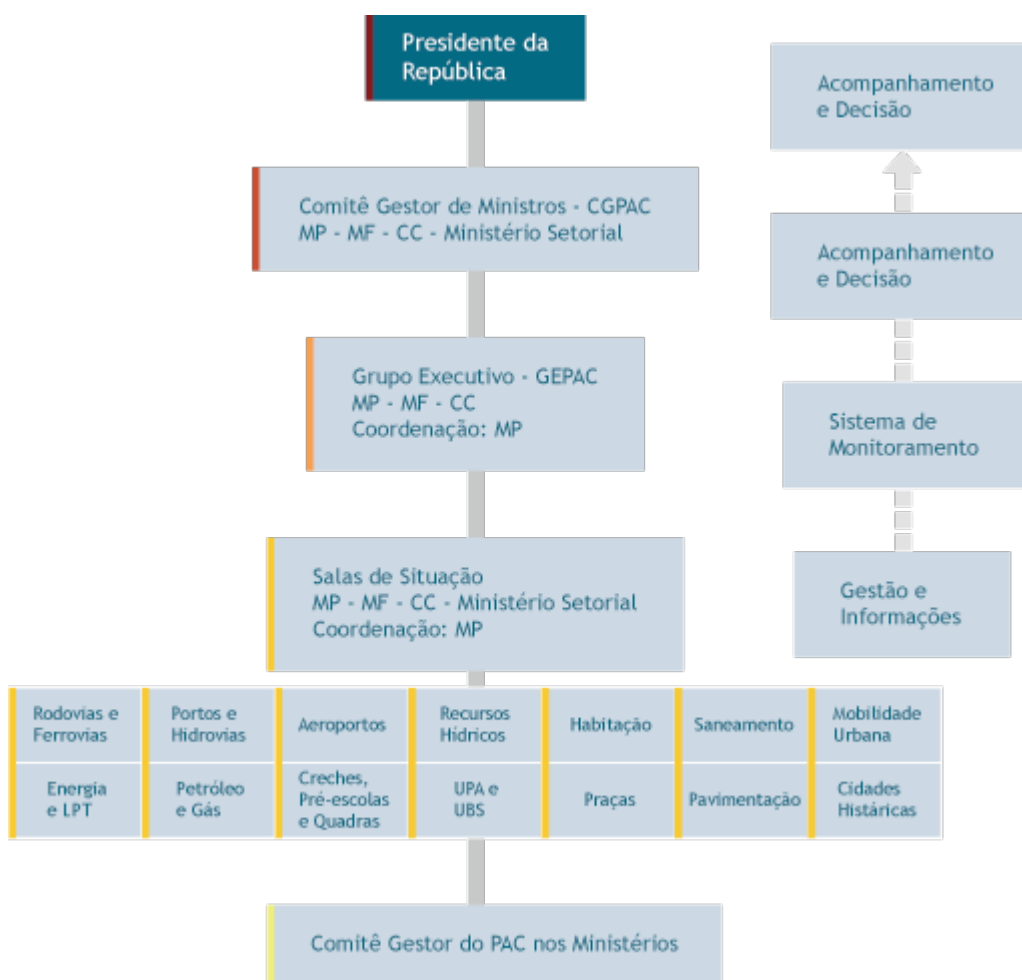 Presidente da
República
Comitê Gestor de Ministros - CGPAC
MP - MF - CC - Ministério Setorial
Grupo Executivo - GEPAC
MP - MF - CC
Coordenação: MP
Salas de Situação
MP - MF - CC - Ministério Setorial
Coordenação: MP
Rodovias e
Ferrovias
Portos e
Hidrovias
Aeroportos
Recursos
Hídricos
Habitação
Saneamento
Mobilidade
Urbana
Energia
e LPT
Petróleo
e Gás
Creches,
Pré-escolas
e Quadras
UPA e
UBS
Praças
Pavimentação
Cidades
Históricas
Comitê Gestor do PAC nos Ministérios
Acompanhamento
e Decisão
Acompanhamento
e Decisão
Sistema de
Monitoramento
Gestão e
Informações